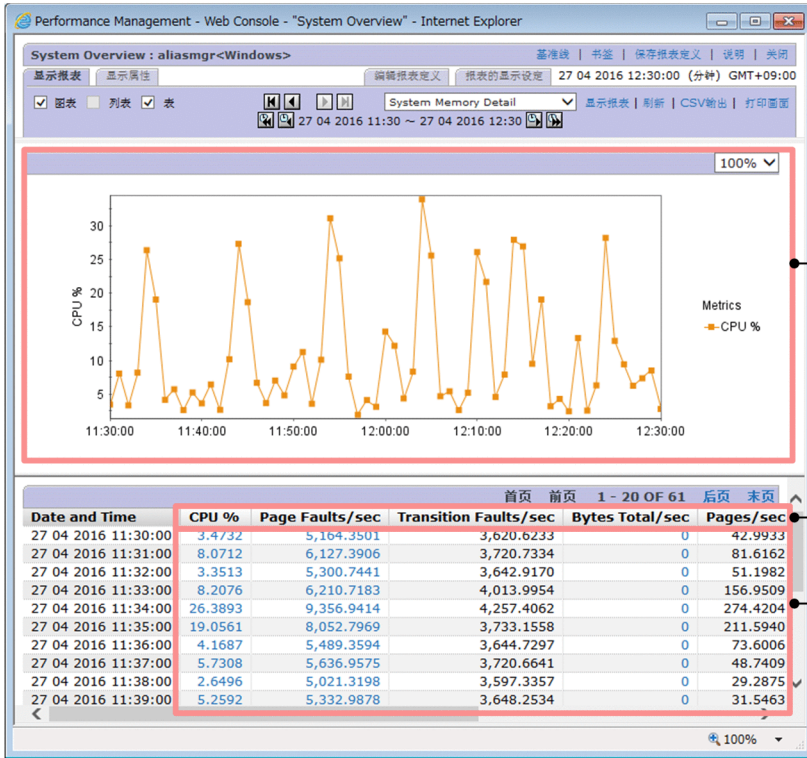 Performance Management - Web Console - "System Overview" - Internet Explorer
System Overview : aliasmgr<Windows> 基准线 | 书签 | 保存报表定义 | 说明 | 关闭
显示报表 显示属性 编辑报表定义 报表的显示设定 27 04 2016 12:30:00 (分钟) GMT+09:00
图表 列表 表 System Memory Detail 显示报表 | 刷新 | CSV输出 | 打印画面
27 04 2016 11:30 ~ 27 04 2016 12:30
100%
30
25
20
15
10
5
CPU %
Metrics
CPU %
11:30:00 11:40:00 11:50:00 12:00:00 12:10:00 12:20:00 12:30:00
首页 前页 1 - 20 OF 61 后页 末页
Date and Time CPU % Page Faults/sec Transition Faults/sec Bytes Total/sec Pages/sec
27 04 2016 11:30:00 3.4732 5,164.3501 3,620.6233 0 42.9933
27 04 2016 11:31:00 8.0712 6,127.3906 3,720.7334 0 81.6162
27 04 2016 11:32:00 3.3513 5,300.7441 3,642.9170 0 51.1982
27 04 2016 11:33:00 8.2076 6,210.7183 4,013.9954 0 156.9509
27 04 2016 11:34:00 26.3893 9,356.9414 4,257.4062 0 274.4204
27 04 2016 11:35:00 19.0561 8,052.7969 3,733.1558 0 211.5940
27 04 2016 11:36:00 4.1687 5,489.3594 3,644.7297 0 73.6006
27 04 2016 11:37:00 5.7308 5,636.9575 3,720.6641 0 48.7409
27 04 2016 11:38:00 2.6496 5,021.3198 3,597.3357 0 29.2875
27 04 2016 11:39:00 5.2592 5,332.9878 3,648.2534 0 31.5463
100%